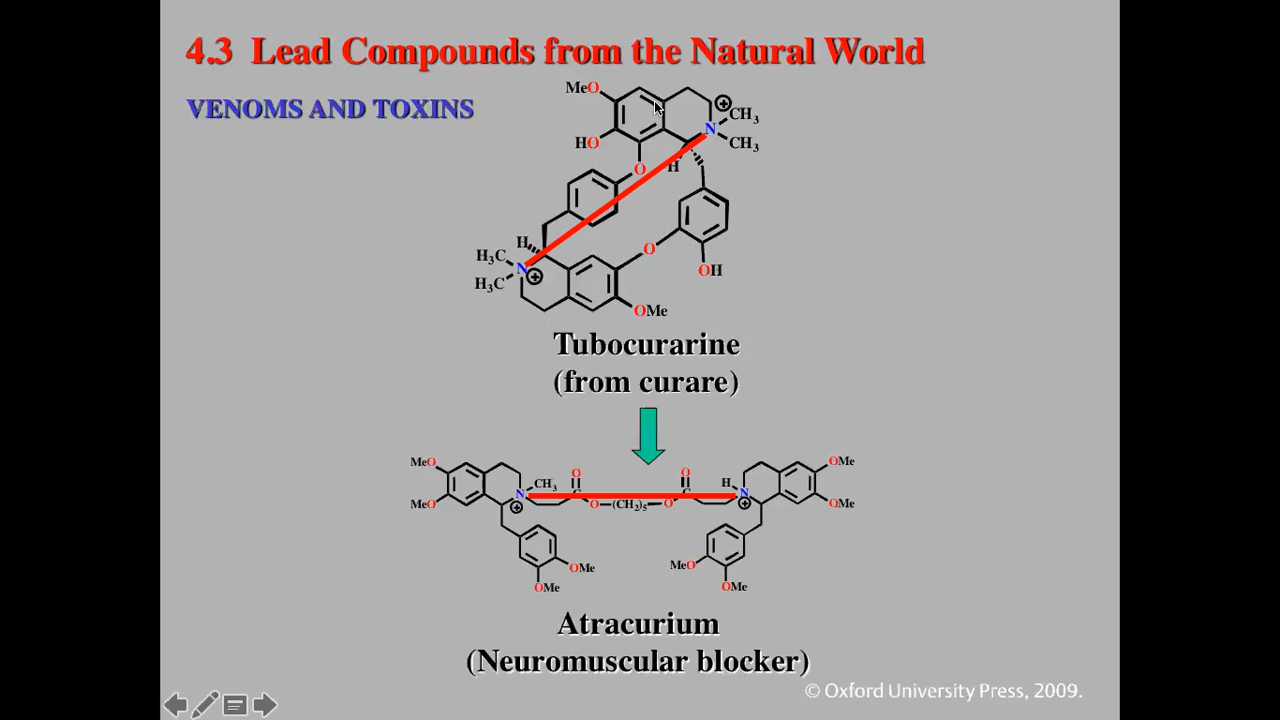 4.3 Lead Compounds from the Natural World
VENOMS AND TOXINS
MeO
HO
O
H
N
CH3
CH3
H
H3C
N
H3C
O
OH
OMe
Tubocurarine
(from curare)
MeO
MeO
N
CH3
O
C
O
(CH2)5
O
O
C
H
N
OMe
OMe
OMe
OMe
MeO
OMe
Atracurium
(Neuromuscular blocker)
© Oxford University Press, 2009.